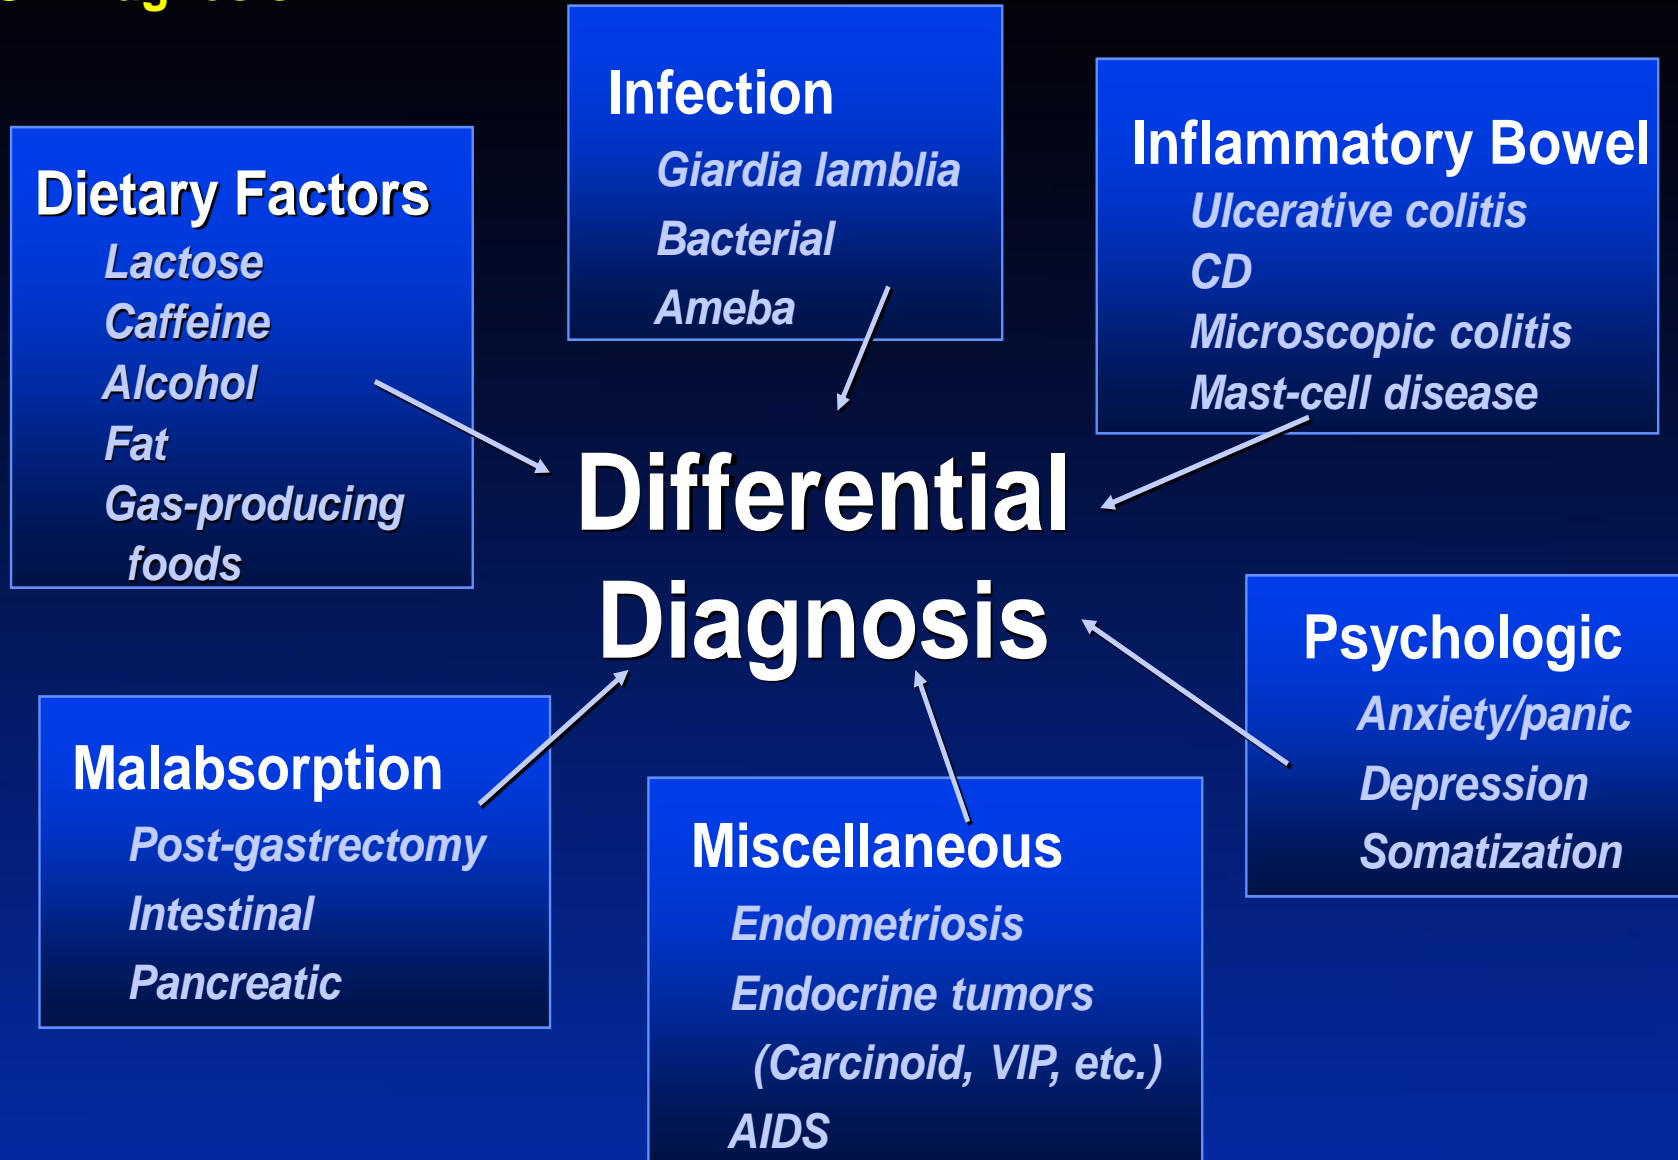 Infection
Giardia lamblia
Bacterial
Ameba
Inflammatory Bowel
Ulcerative colitis
CD
Microscopic colitis
Mast-cell disease
Dietary Factors
Lactose
Caffeine
Alcohol
Fat
Gas-producing
foods
Differential
Diagnosis
Psychologic
Anxiety/panic
Depression
Somatization
Malabsorption
Post-gastrectomy
Intestinal
Pancreatic
Miscellaneous
Endometriosis
Endocrine tumors
(Carcinoid, VIP, etc.)
AIDS